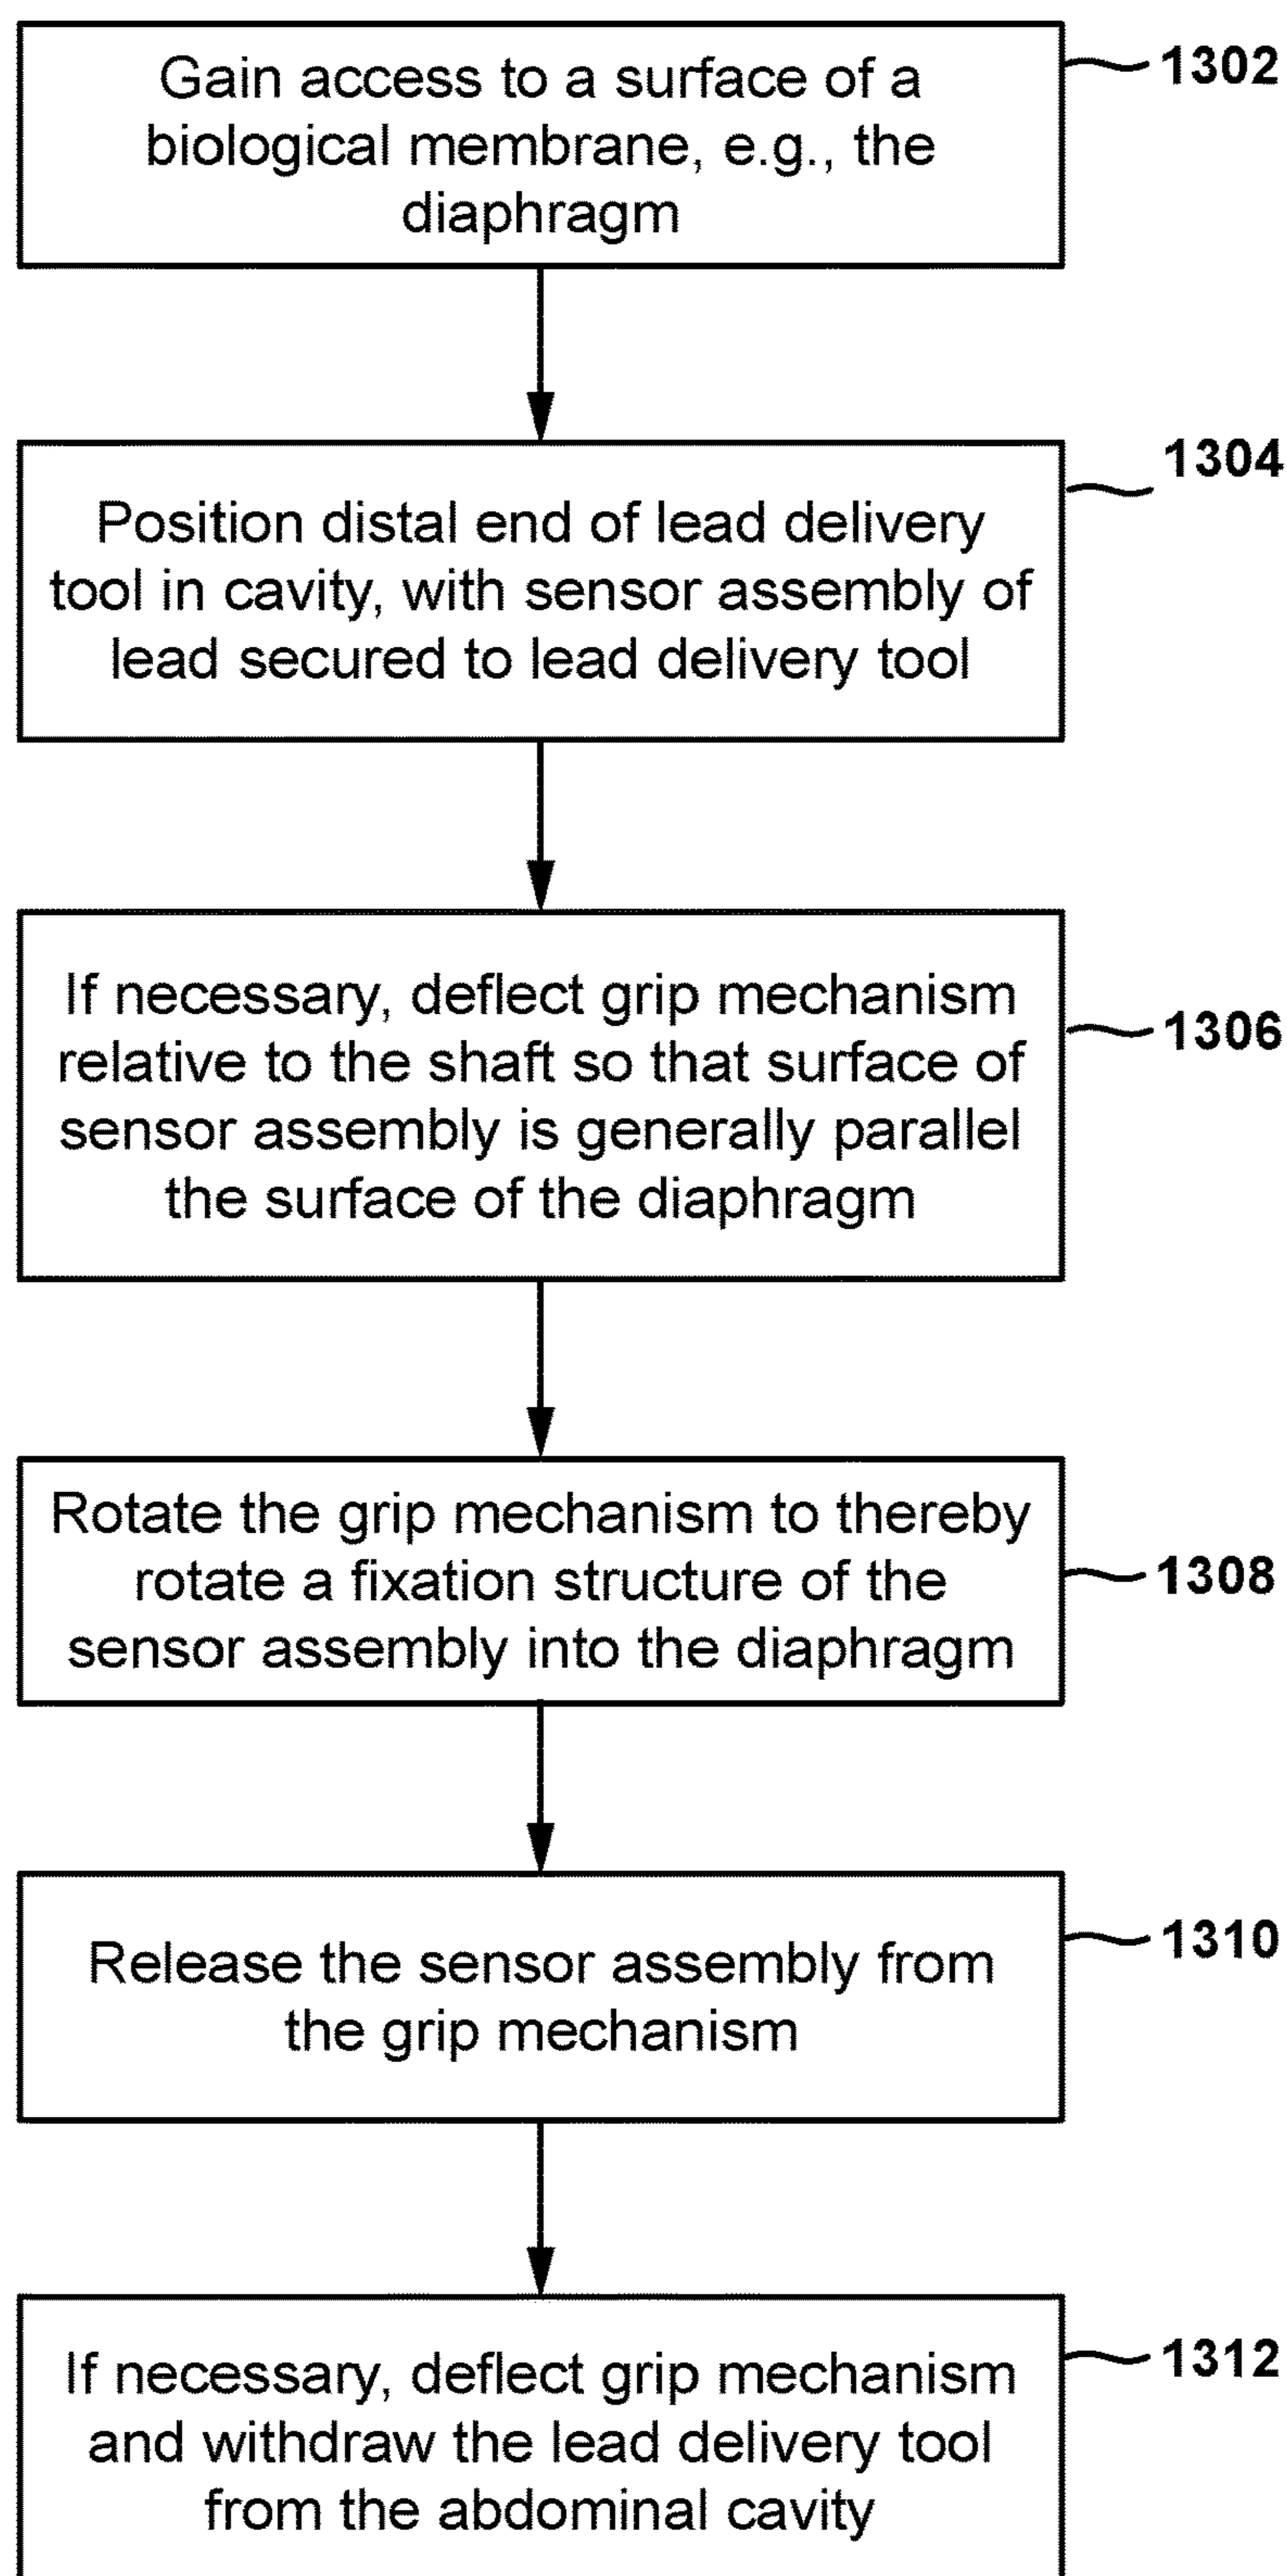 Gain access to a surface of a
biological membrane, e.g., the
diaphragm
1302
Position distal end of lead delivery
tool in cavity, with sensor assembly of
lead secured to lead delivery tool
1304
If necessary, deflect grip mechanism
relative to the shaft so that surface of
sensor assembly is generally parallel
the surface of the diaphragm
1306
Rotate the grip mechanism to thereby
rotate a fixation structure of the
sensor assembly into the diaphragm
1308
Release the sensor assembly from
the grip mechanism
1310
If necessary, deflect grip mechanism
and withdraw the lead delivery tool
from the abdominal cavity
1312